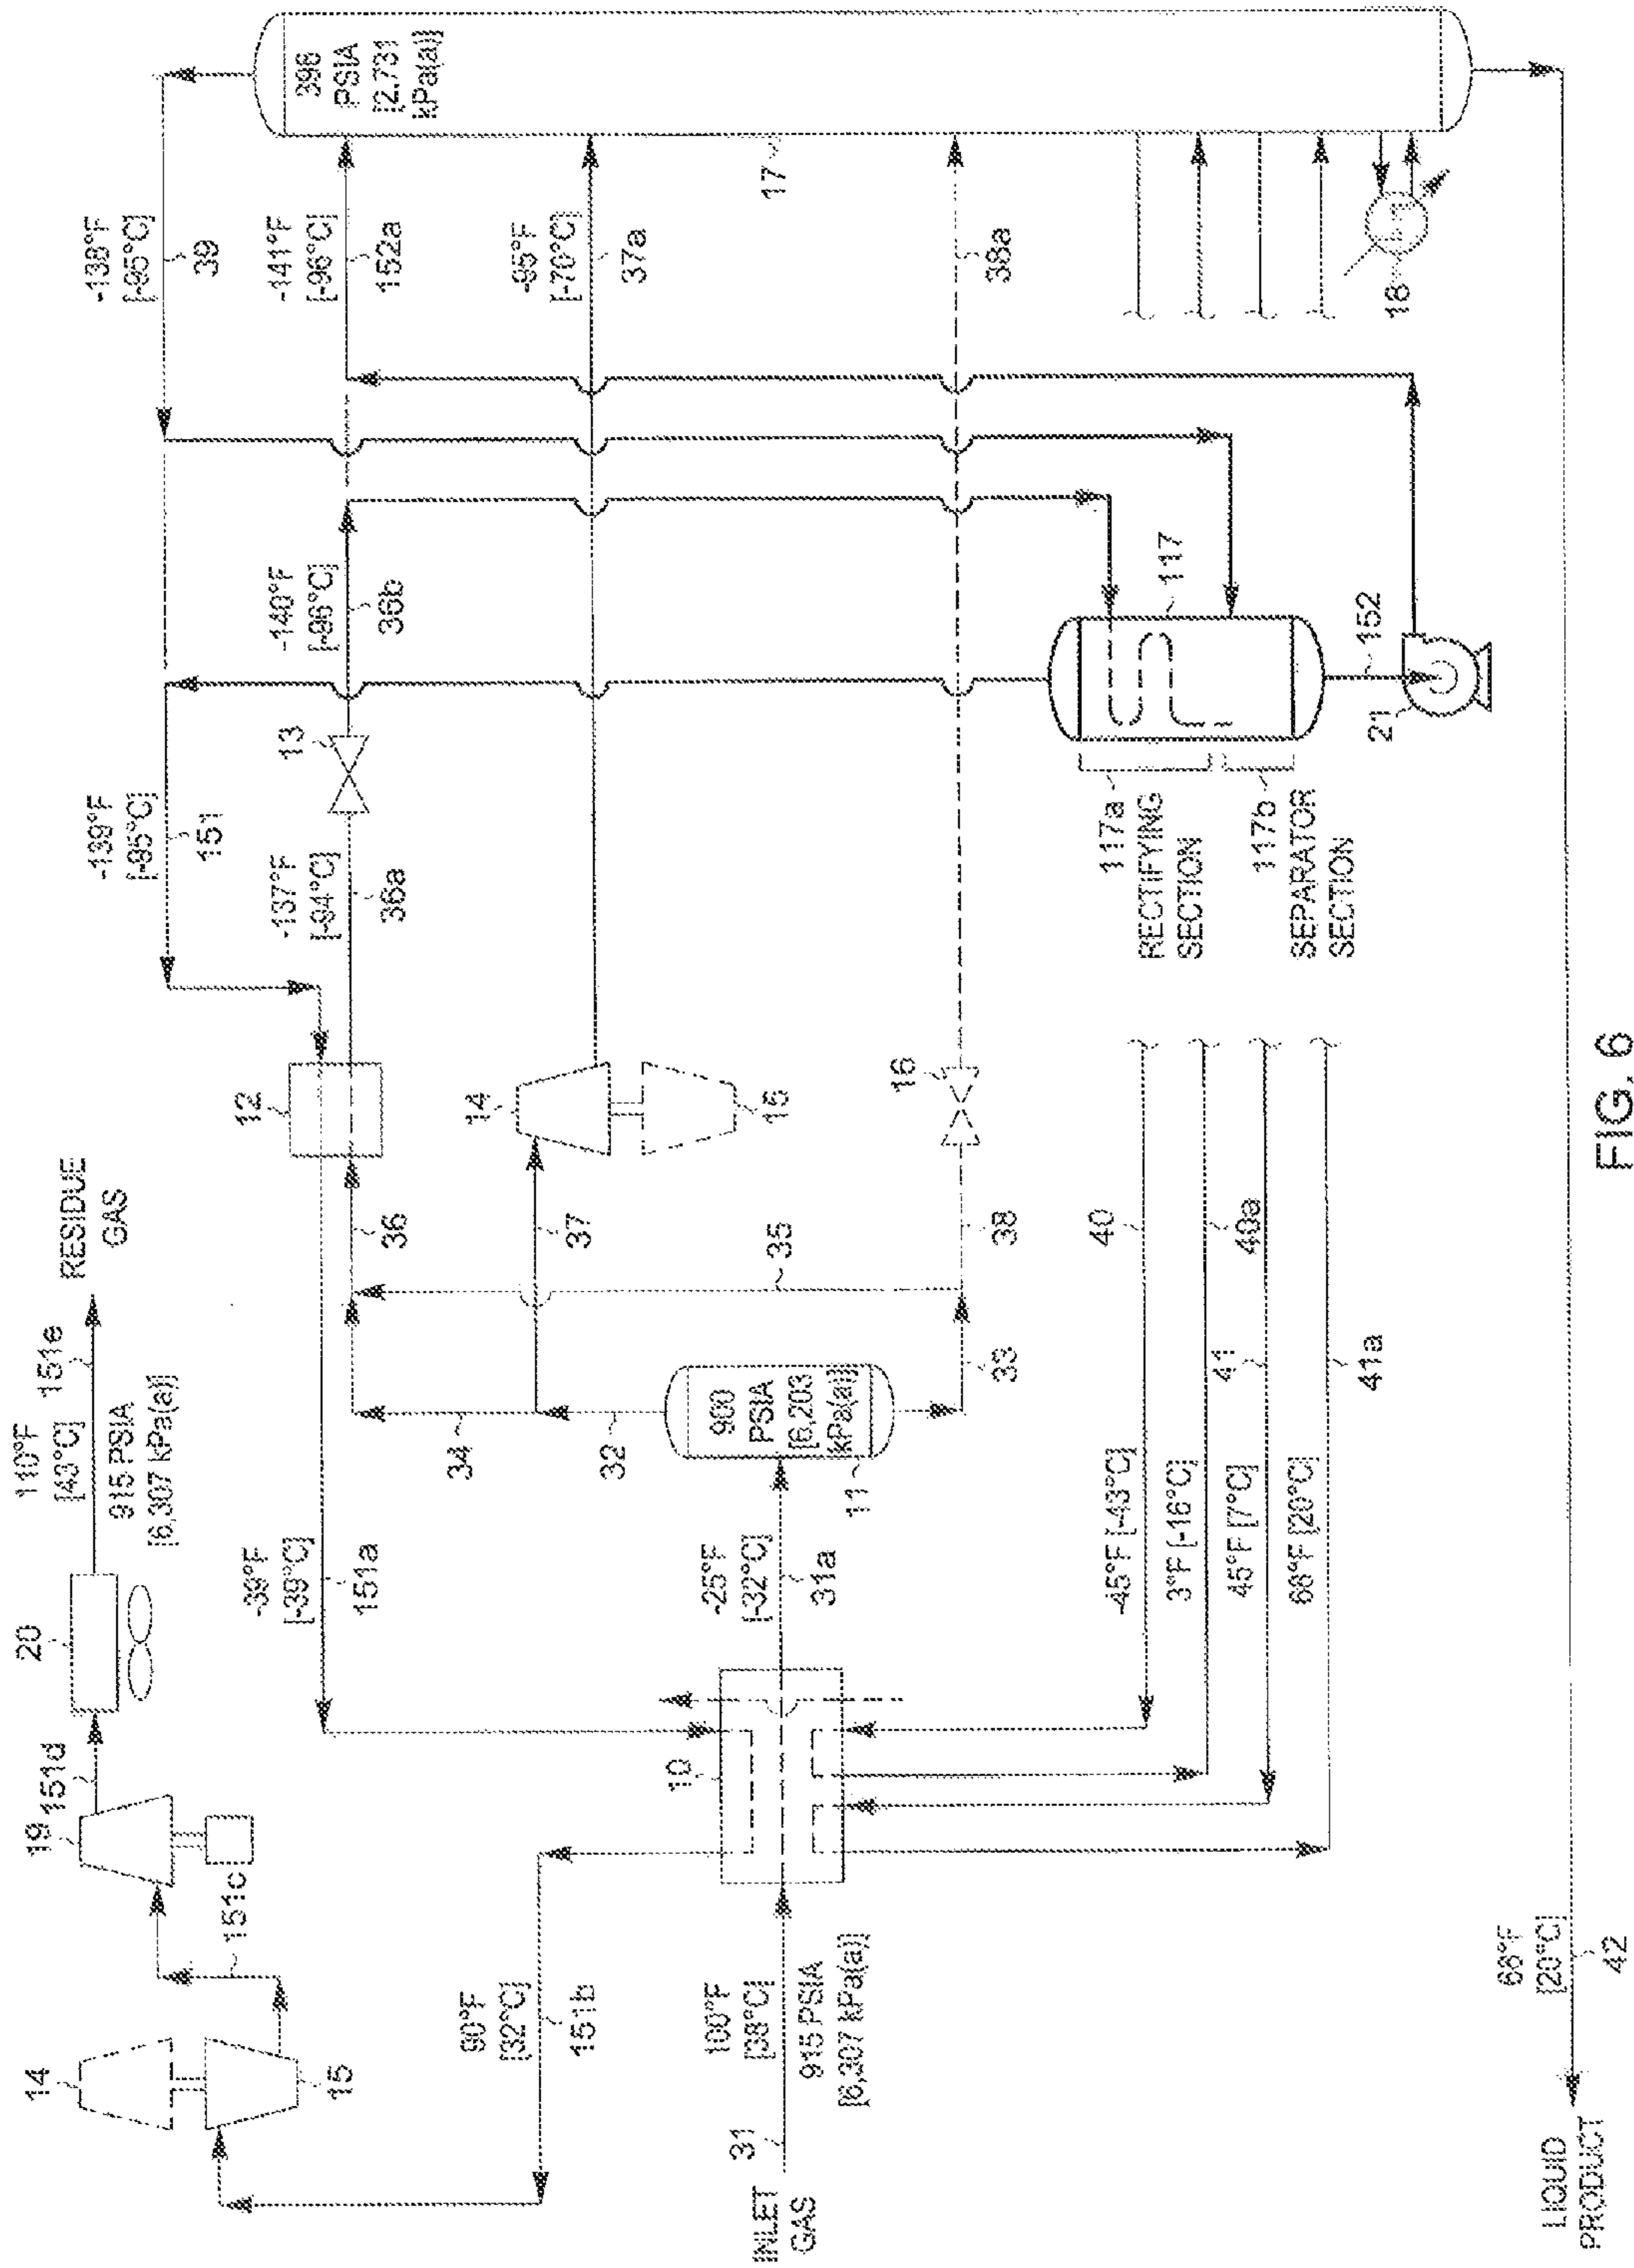 14
15
151c
19
151d
20
110°F
[43°C]
151e
915 PSIA
[6,307 kPa(a)]
RESIDUE
GAS
-139°F
[-95°C]
151
-138°F
[-95°C]
39
90°F
[32°C]
151b
-39°F
[-39°C]
151a
12
36
-137°F
[-94°C]
36a
13
-140°F
[-96°C]
36b
-141°F
[-96°C]
152a
396
PSIA
[2,731
kPa(a)]
34
37
14
15
-95°F
[-70°C]
37a
INLET
GAS
31
100°F
[38°C]
915 PSIA
[6,307 kPa(a)]
10
-25°F
[-32°C]
31a
32
900
PSIA
[6,203
kPa(a)]
11
35
33
38
16
17
38a
117a
RECTIFYING
SECTION
117b
SEPARATOR
SECTION
117
152
21
-45°F [-43°C]
40
3°F [-16°C]
40a
45°F [7°C]
41
68°F [20°C]
41a
18
LIQUID
PRODUCT
68°F
[20°C]
42
FIG. 6